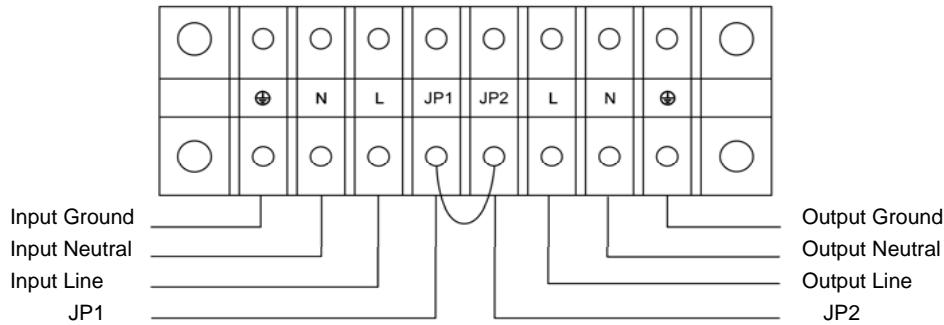 N L JP1 JP2 L N
Input Ground Output Ground
Input Neutral Output Neutral
Input Line Output Line
JP1 JP2